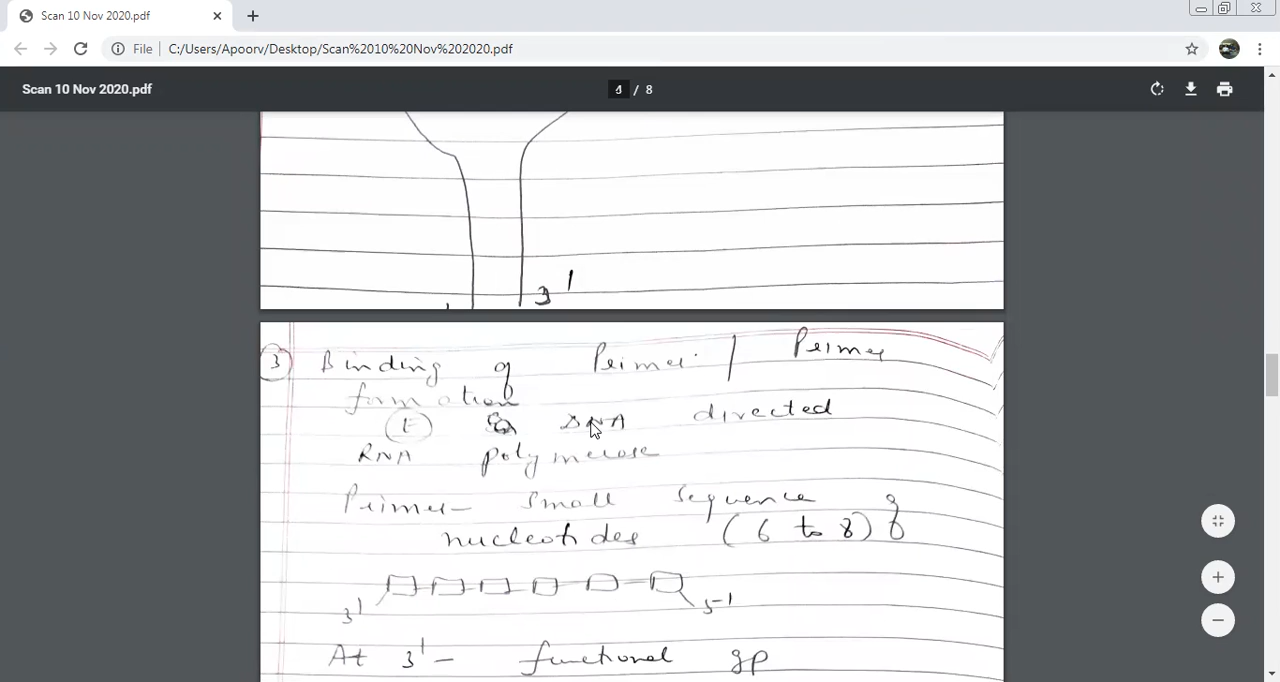 Scan 10 Nov 2020.pdf
File | C:/Users/Apoorv/Desktop/Scan%2010%20Nov%202020.pdf
Scan 10 Nov 2020.pdf
4 / 8
3'
3 Binding of Primer / Primer
formation
E DNA directed
RNA polymerase
Primer - Small sequence of
nucleotides (6 to 8)
3' 5'
At 3' - functional gp